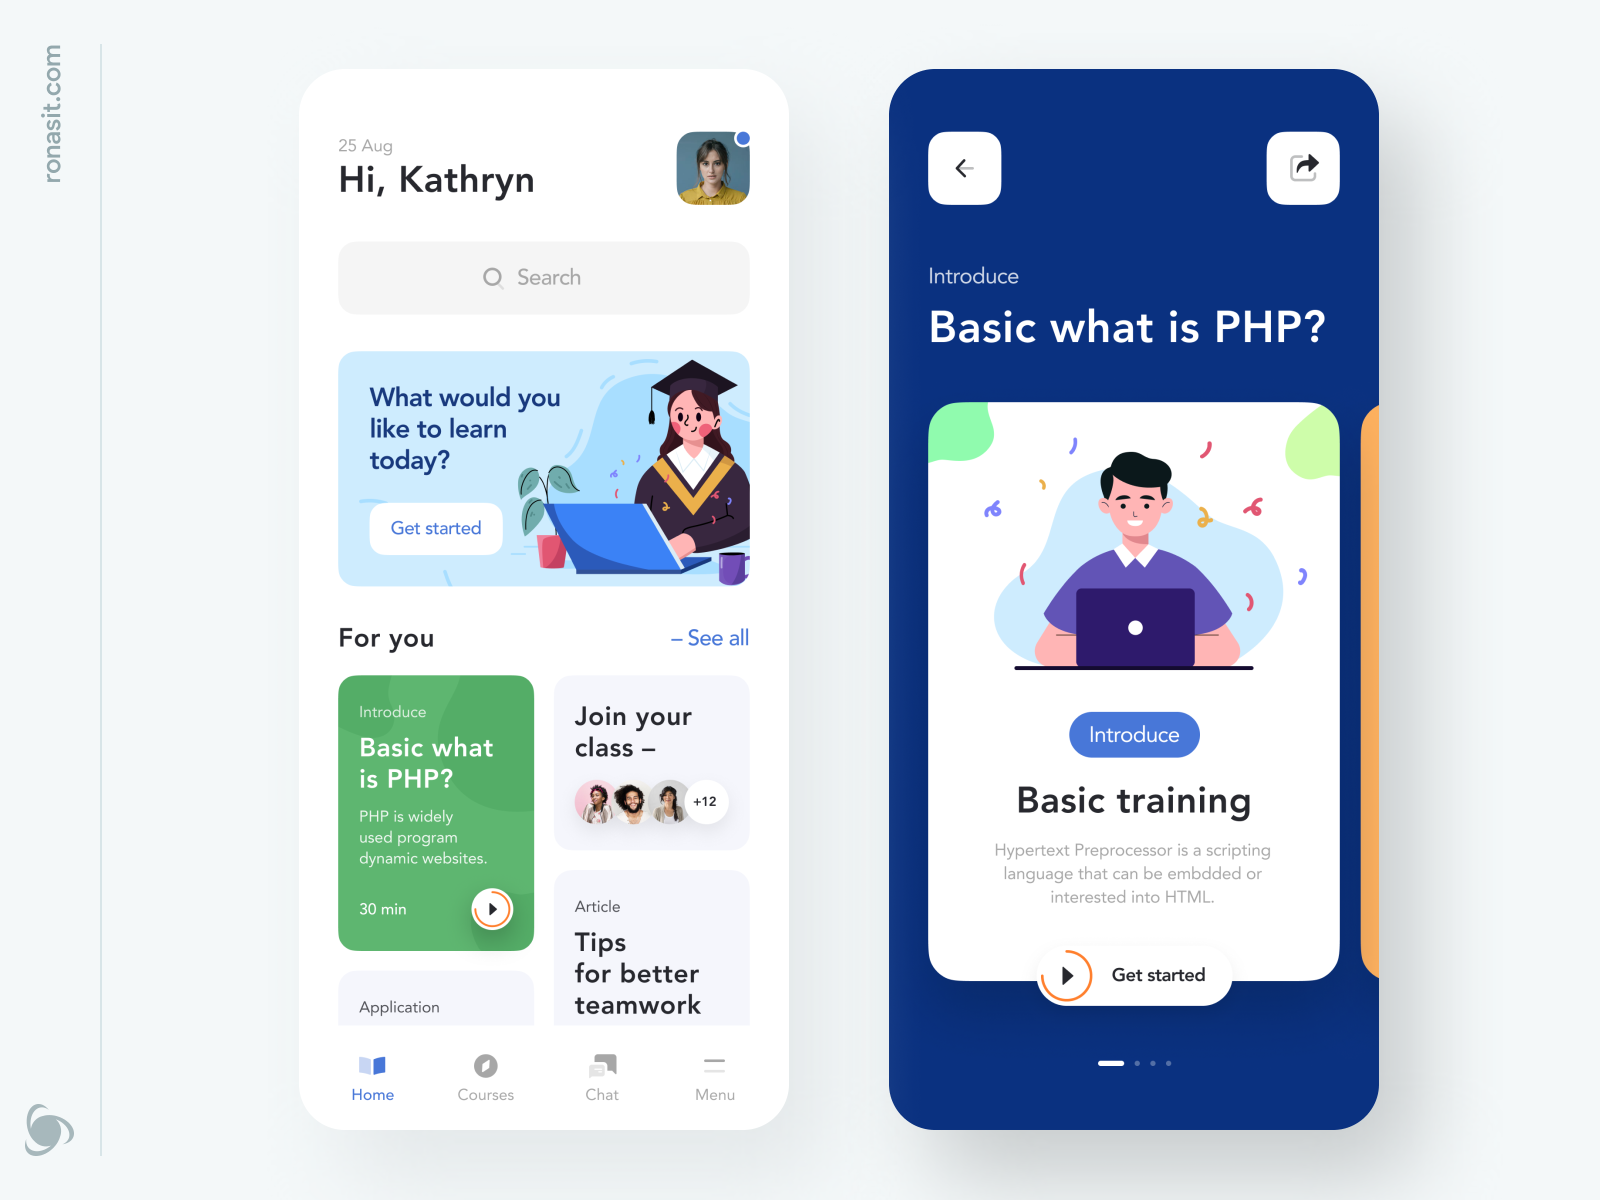 ronasit.com
25 Aug
Hi, Kathryn
Search
What would you
like to learn
today?
Get started
For you
– See all
Introduce
Basic what
is PHP?
PHP is widely
used program
dynamic websites.
30 min
Join your
class –
+12
Article
Tips
for better
teamwork
Application
Home
Courses
Chat
Menu
Introduce
Basic what is PHP?
Introduce
Basic training
Hypertext Preprocessor is a scripting
language that can be embdded or
interested into HTML.
Get started